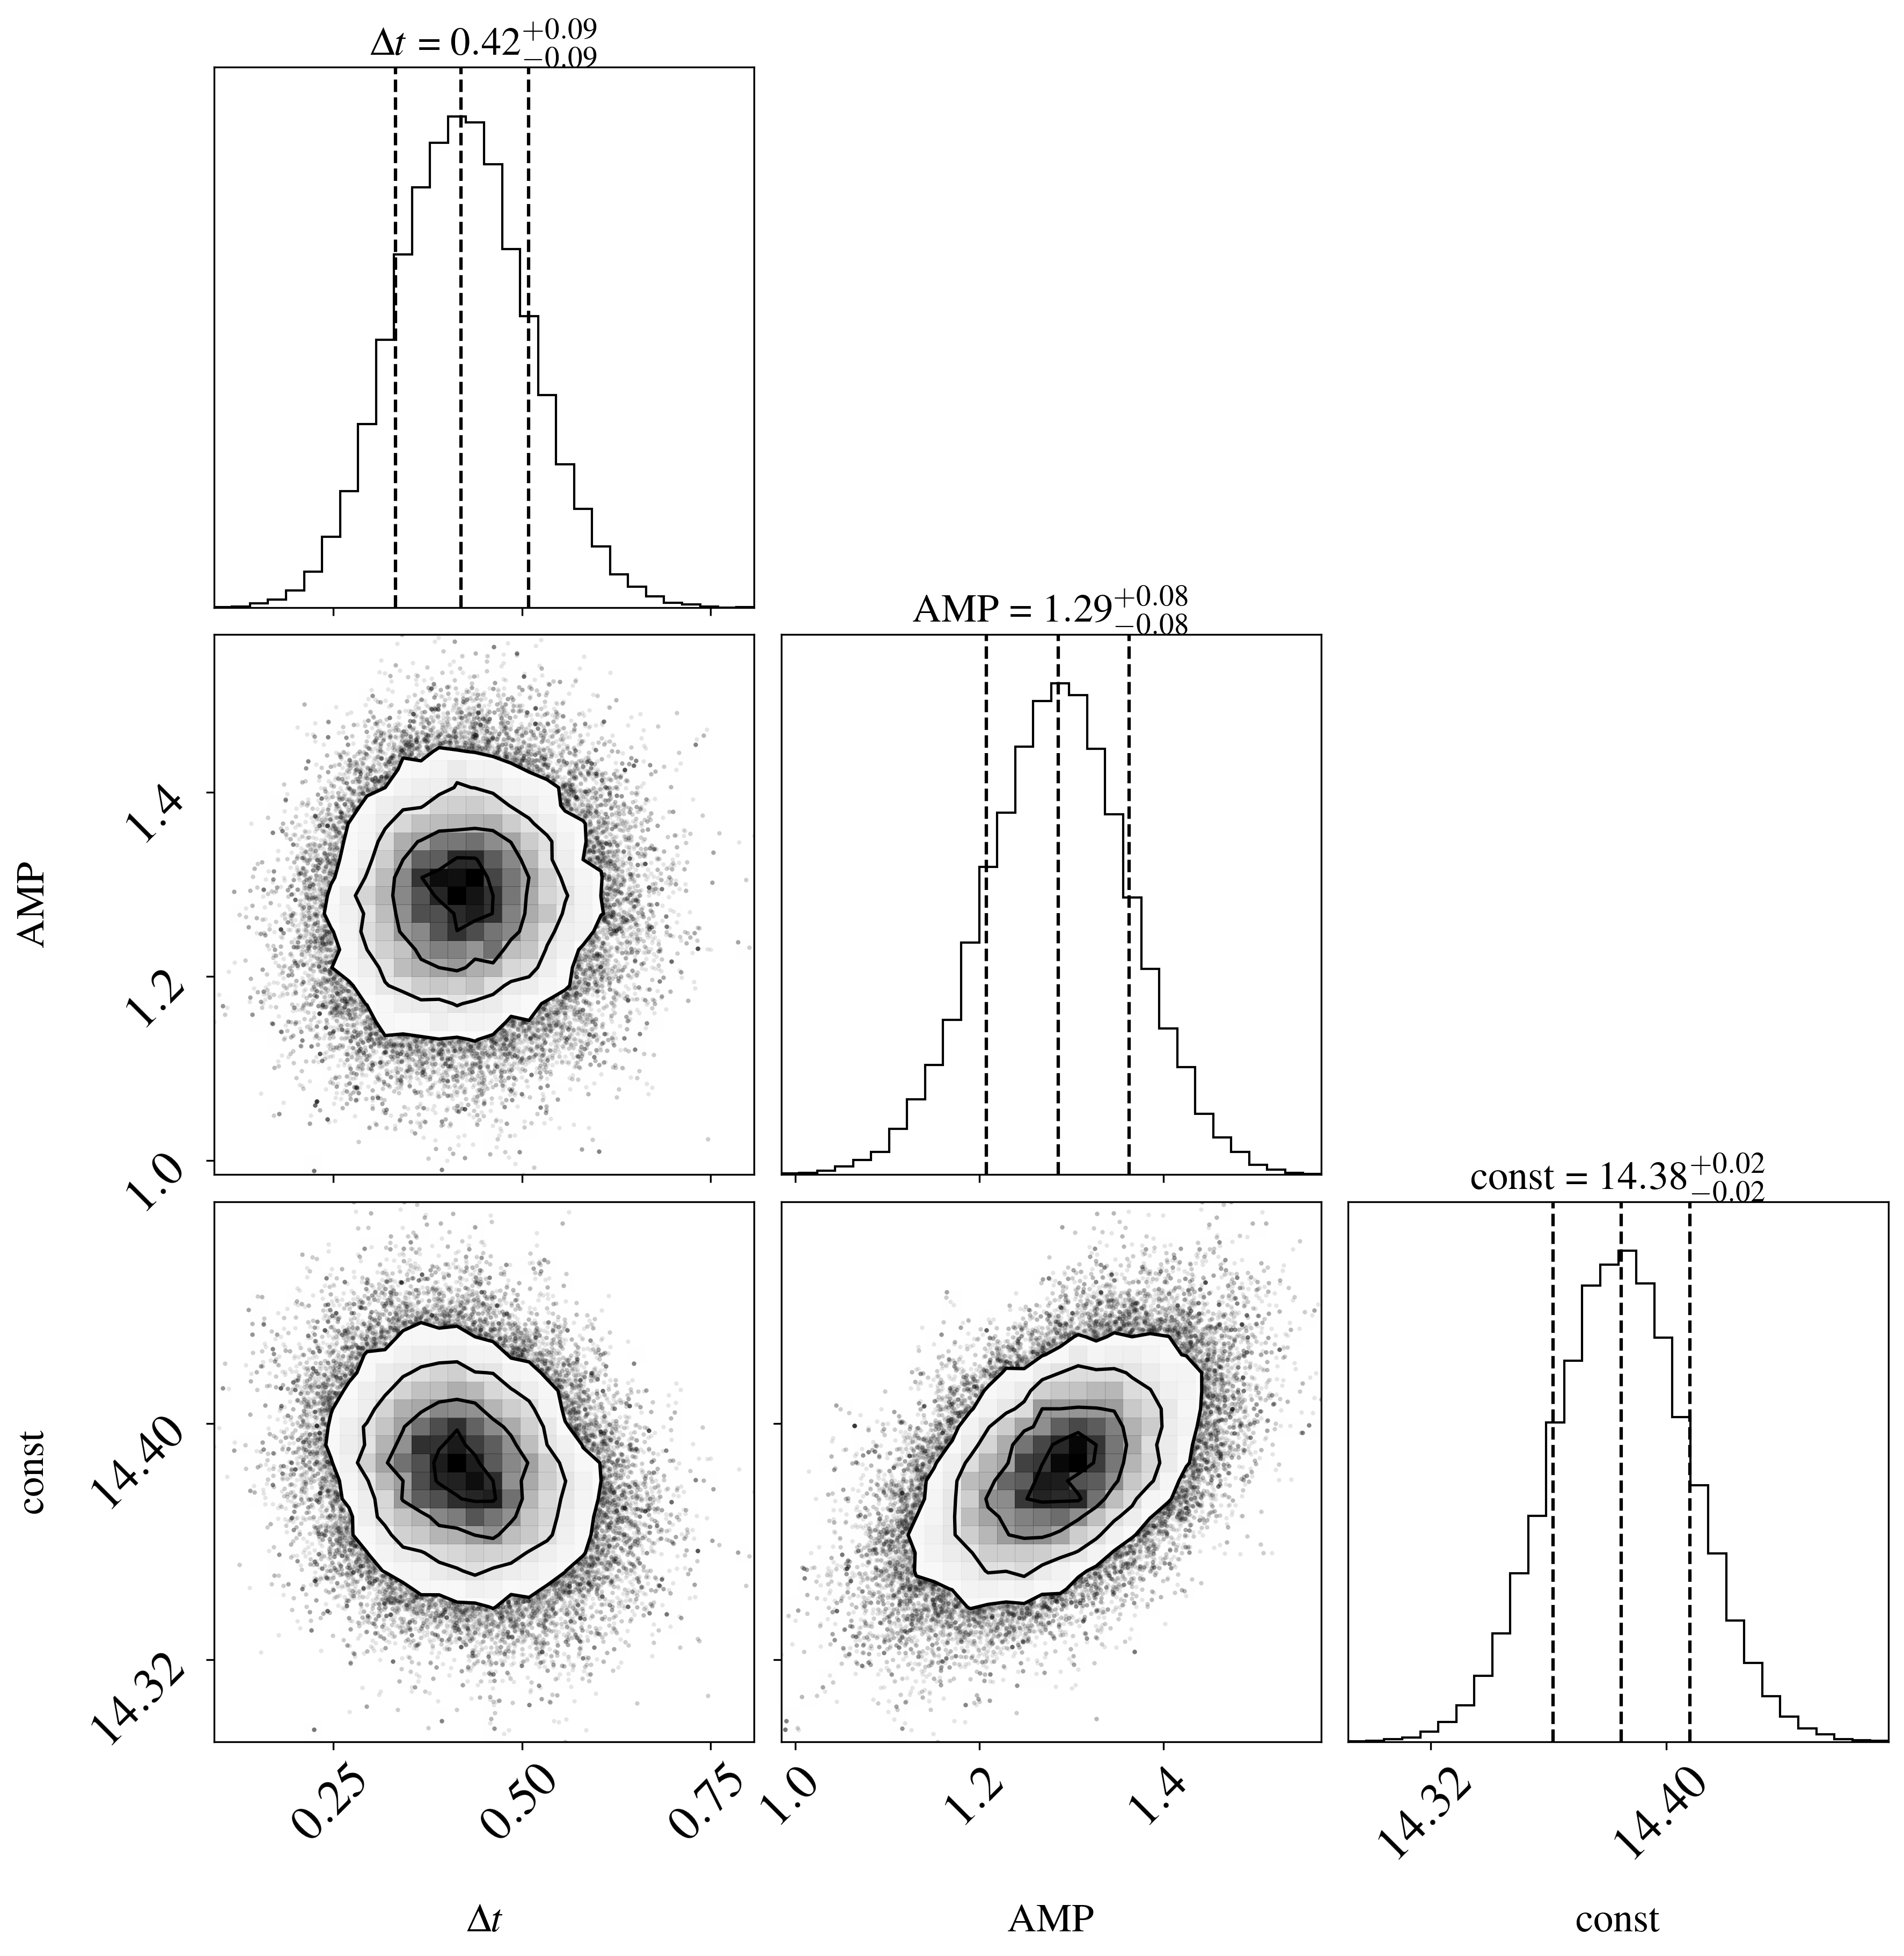 Δt = 0.42+0.09−0.09
AMP = 1.29+0.08−0.08
const = 14.38+0.02−0.02
AMP
1.4
1.2
1.0
const
14.40
14.32
0.25 0.50 0.75 1.0 1.2 1.4 14.32 14.40
Δt AMP const